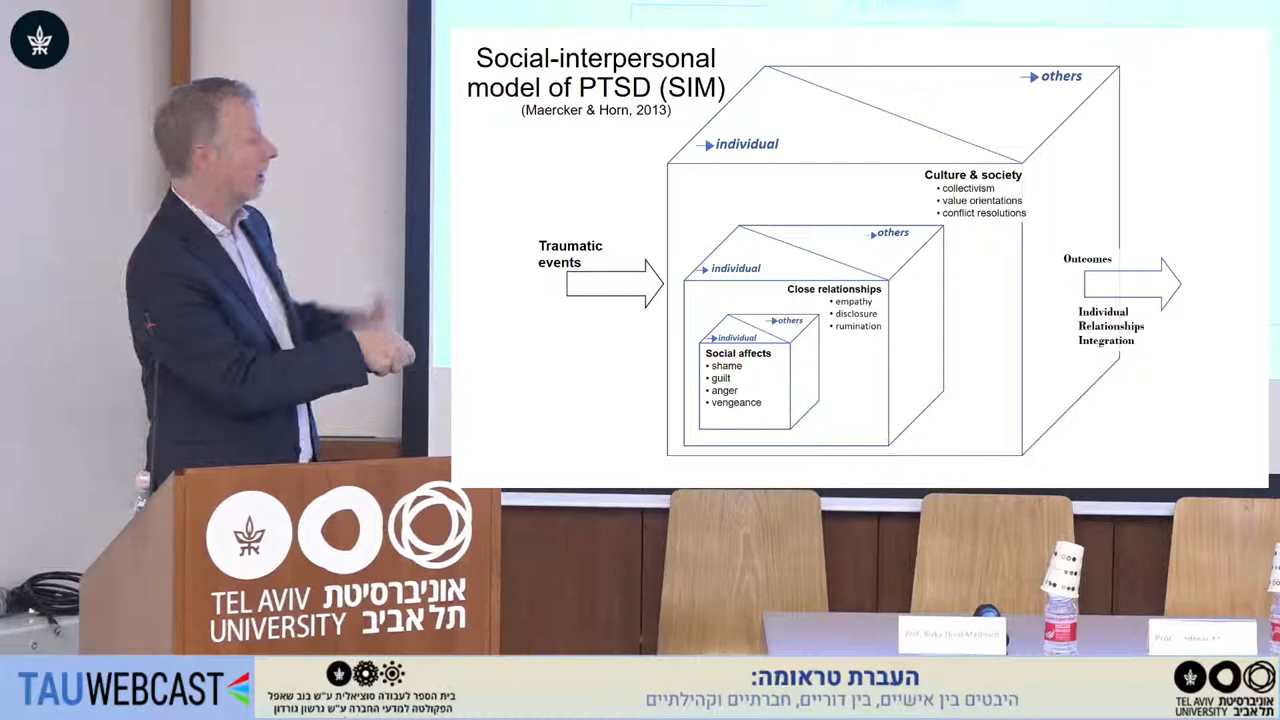 Social-interpersonal
model of PTSD (SIM)
(Maercker & Horn, 2013)
others
individual
Culture & society
• collectivism
• value orientations
• conflict resolutions
Traumatic
events
others
individual
Close relationships
• empathy
• disclosure
• rumination
others
individual
Social affects
• shame
• guilt
• anger
• vengeance
Outcomes
Individual
Relationships
Integration
TEL AVIV
UNIVERSITY
אוניברסיטת
תל אביב
Prof.
Prof.
TAUWEBCAST
בית הספר לעבודה סוציאלית ע"ש בוב שאפל
הפקולטה למדעי החברה ע"ש גרשון גורדון
העברת טראומה:
היבטים בין אישיים, בין דוריים, חברתיים וקהילתיים
TEL AVIV
UNIVERSITY
אוניברסיטת
תל אביב